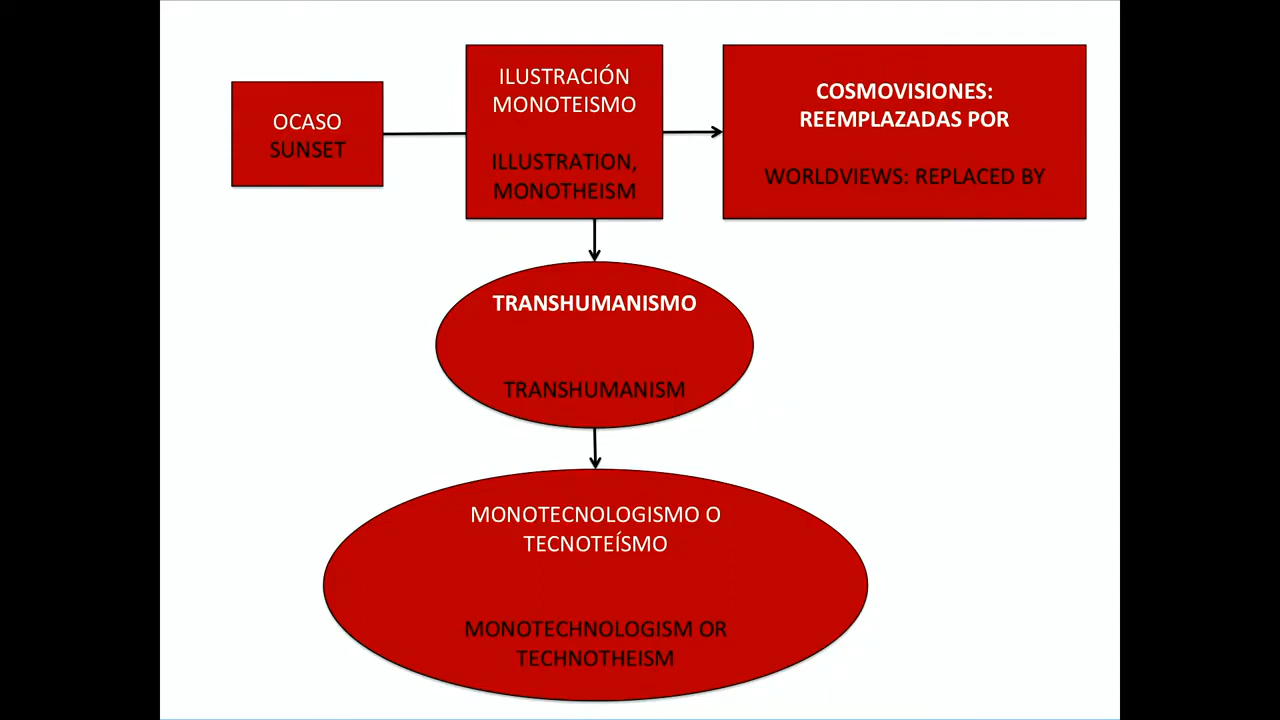 OCASO
SUNSET
ILUSTRACIÓN
MONOTEISMO
ILLUSTRATION,
MONOTHEISM
COSMOVISIONES:
REEMPLAZADAS POR
WORLDVIEWS: REPLACED BY
TRANSHUMANISMO
TRANSHUMANISM
MONOTECNOLOGISMO O
TECNOTEÍSMO
MONOTECHNOLOGISM OR
TECHNOTHEISM